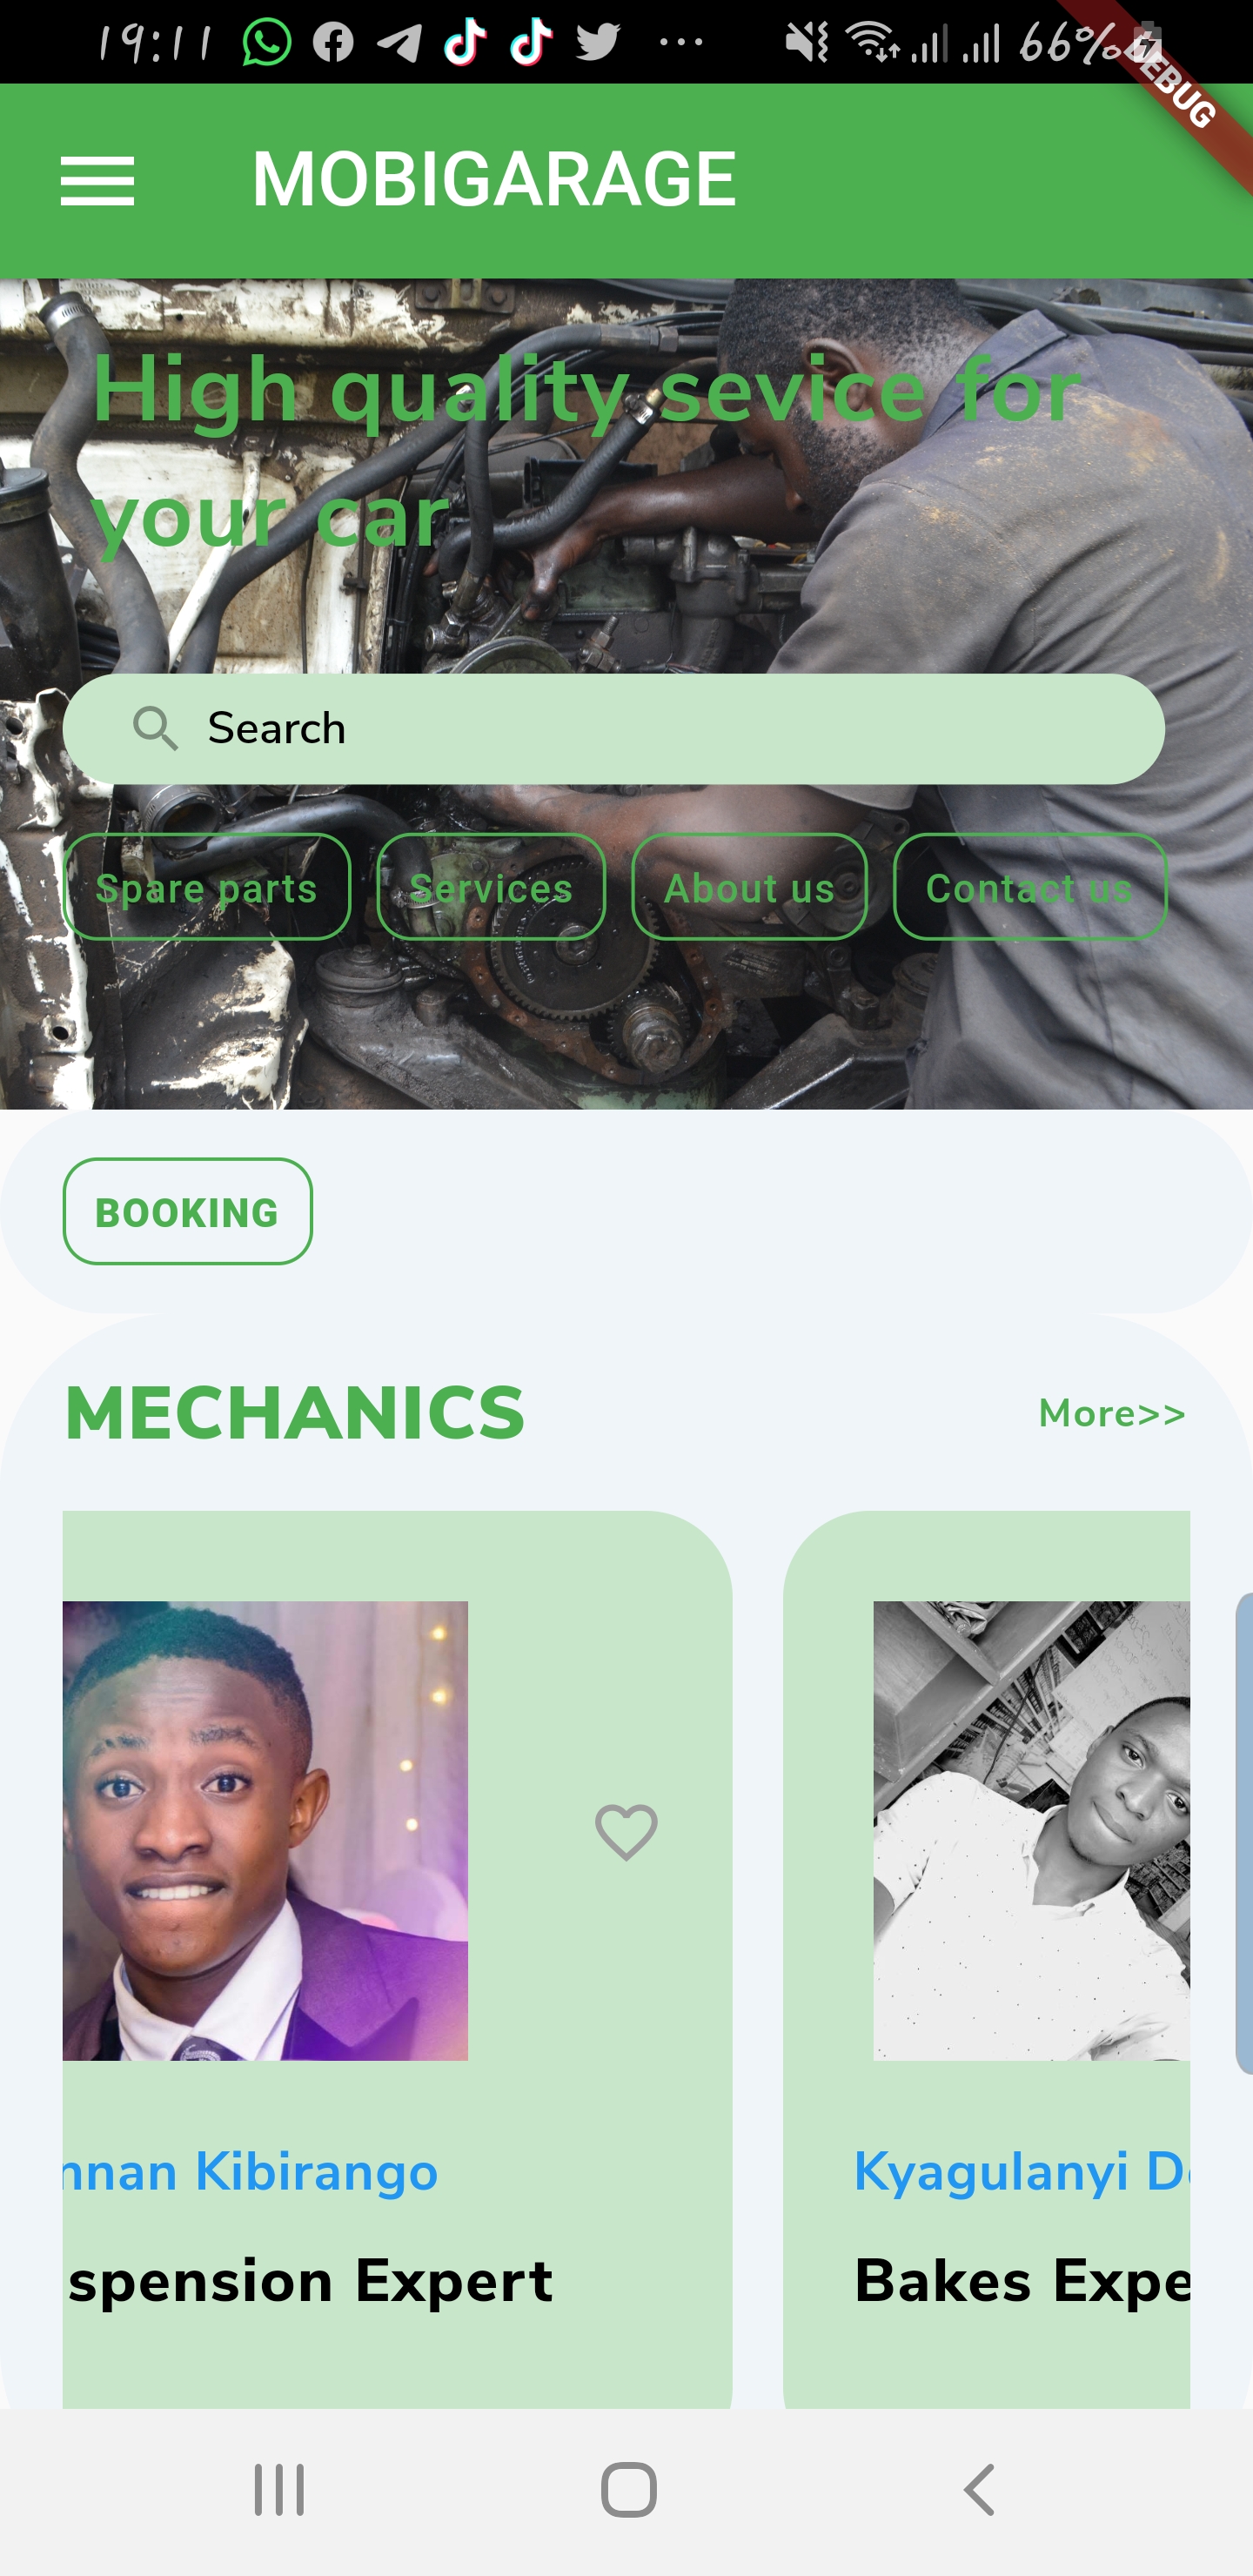 19:11 66%
DEBUG
MOBIGARAGE
High quality sevice for
your car
Search
Spare parts Services About us Contact us
BOOKING
MECHANICS More>>
nnan Kibirango Kyagulanyi D
spension Expert Bakes Expe